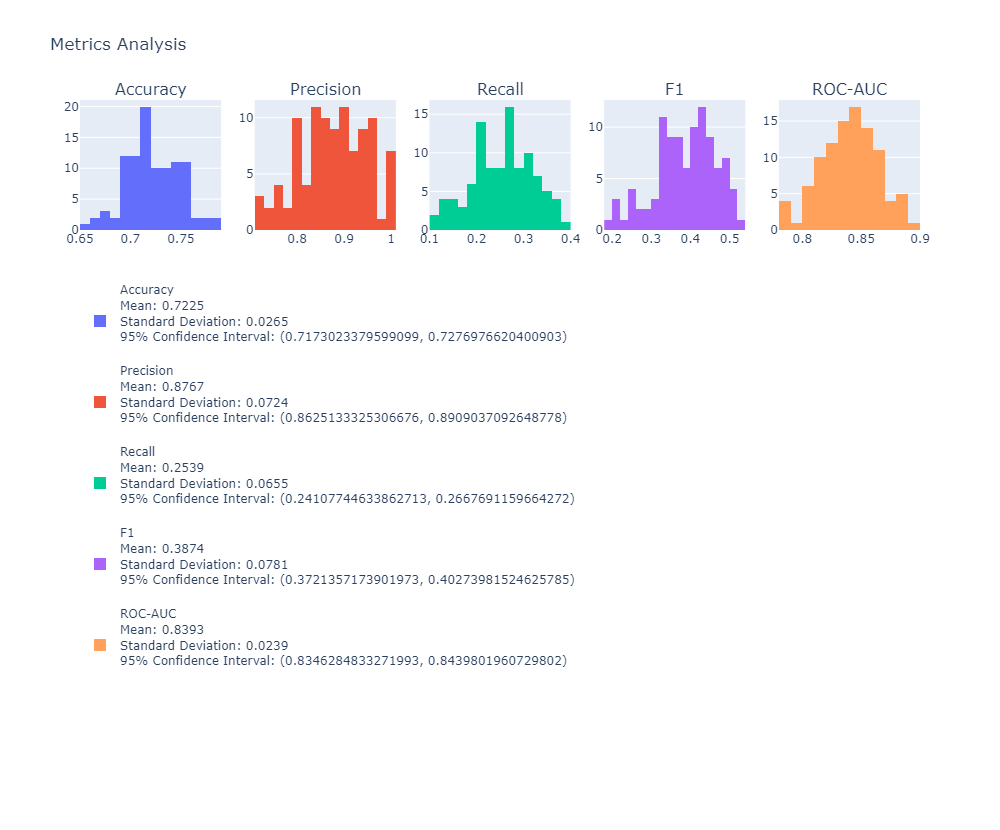 Metrics Analysis
Accuracy Precision Recall F1 ROC-AUC
20
15
10
5
0
0.65 0.7 0.75
10
5
0
0.8 0.9 1
15
10
5
0
0.1 0.2 0.3 0.4
10
5
0
0.2 0.3 0.4 0.5
15
10
5
0
0.8 0.85 0.9
Accuracy
Mean: 0.7225
Standard Deviation: 0.0265
95% Confidence Interval: (0.7173023379599099, 0.7276976620400903)
Precision
Mean: 0.8767
Standard Deviation: 0.0724
95% Confidence Interval: (0.8625133325306676, 0.8909037092648778)
Recall
Mean: 0.2539
Standard Deviation: 0.0655
95% Confidence Interval: (0.24107744633862713, 0.2667691159664272)
F1
Mean: 0.3874
Standard Deviation: 0.0781
95% Confidence Interval: (0.3721357173901973, 0.40273981524625785)
ROC-AUC
Mean: 0.8393
Standard Deviation: 0.0239
95% Confidence Interval: (0.8346284833271993, 0.8439801960729802)